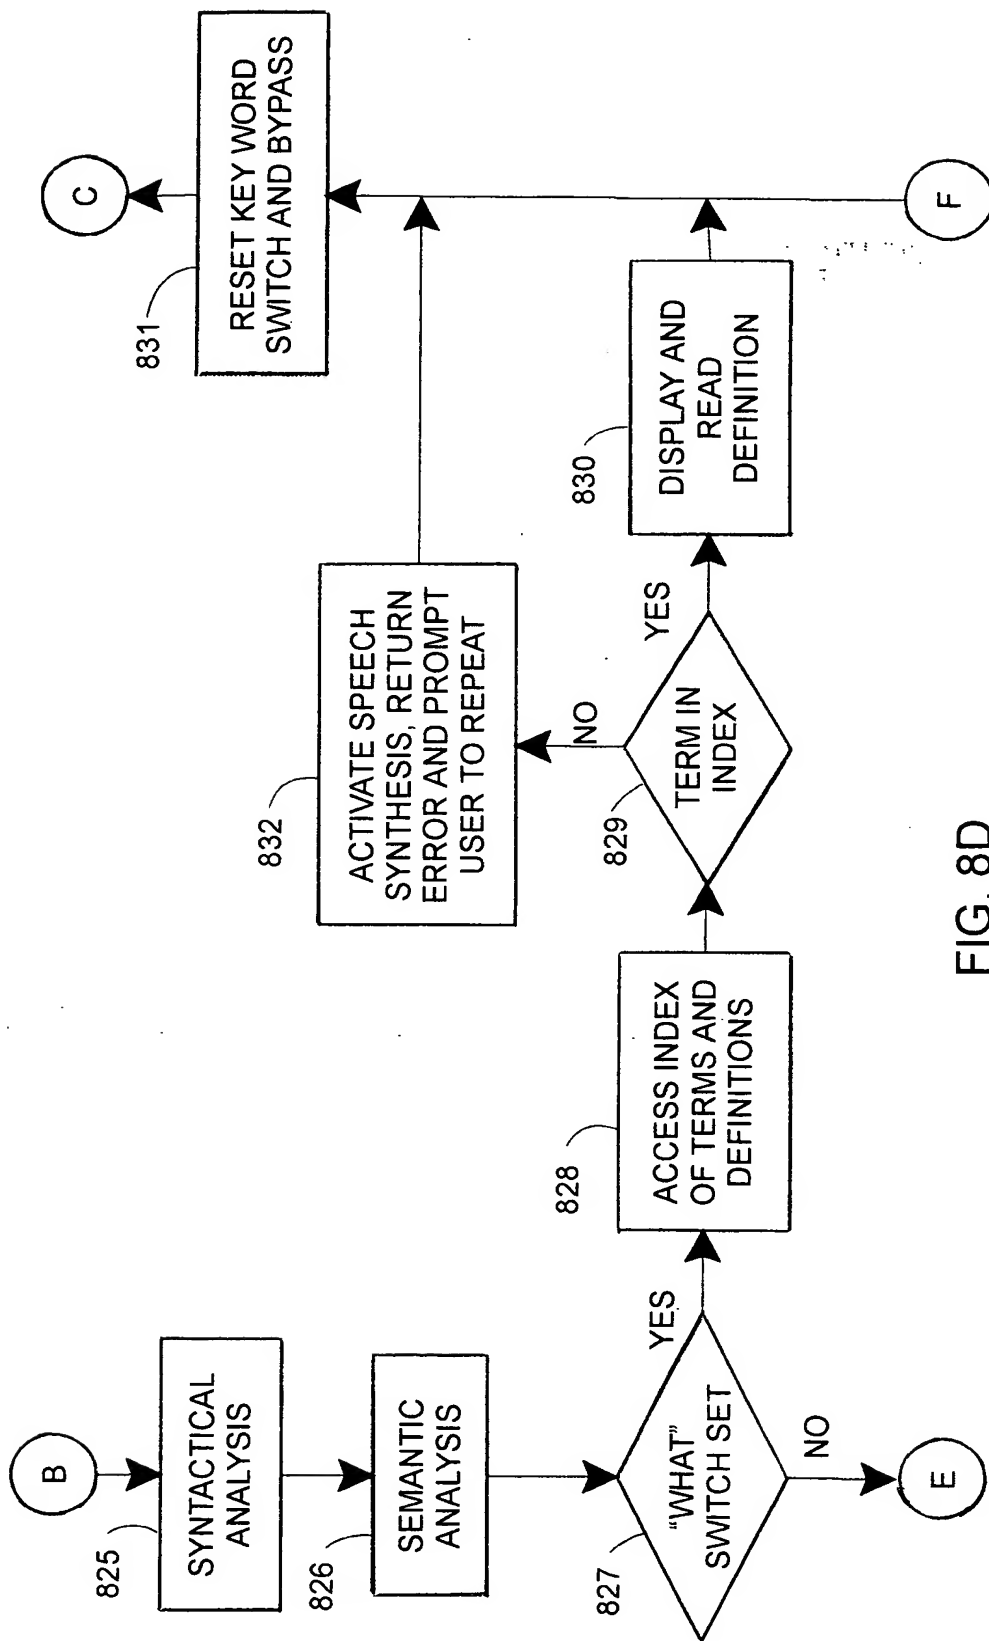 B
825
SYNTACTICAL
ANALYSIS
826
SEMANTIC
ANALYSIS
827
"WHAT"
SWITCH SET
YES
NO
E
828
ACCESS INDEX
OF TERMS AND
DEFINITIONS
829
TERM IN
INDEX
NO
YES
832
ACTIVATE SPEECH
SYNTHESIS, RETURN
ERROR AND PROMPT
USER TO REPEAT
830
DISPLAY AND
READ
DEFINITION
831
RESET KEY WORD
SWITCH AND BYPASS
C
F
FIG. 8D